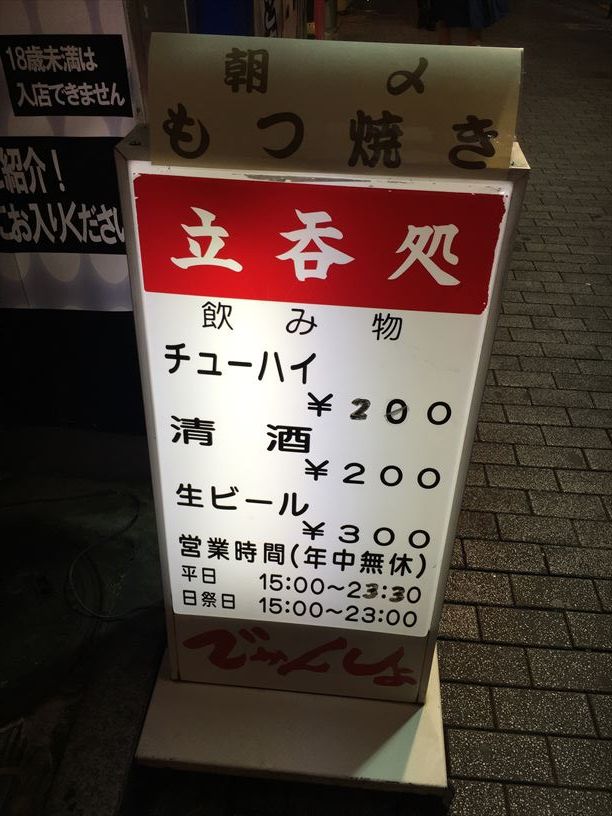 18歳未満は
入店できません
紹介！
お入りください
朝〆
もつ焼き
立呑処
飲み物
チューハイ
￥200
清酒
￥200
生ビール
￥300
営業時間(年中無休)
平日 15:00～23:30
日祭日 15:00～23:00